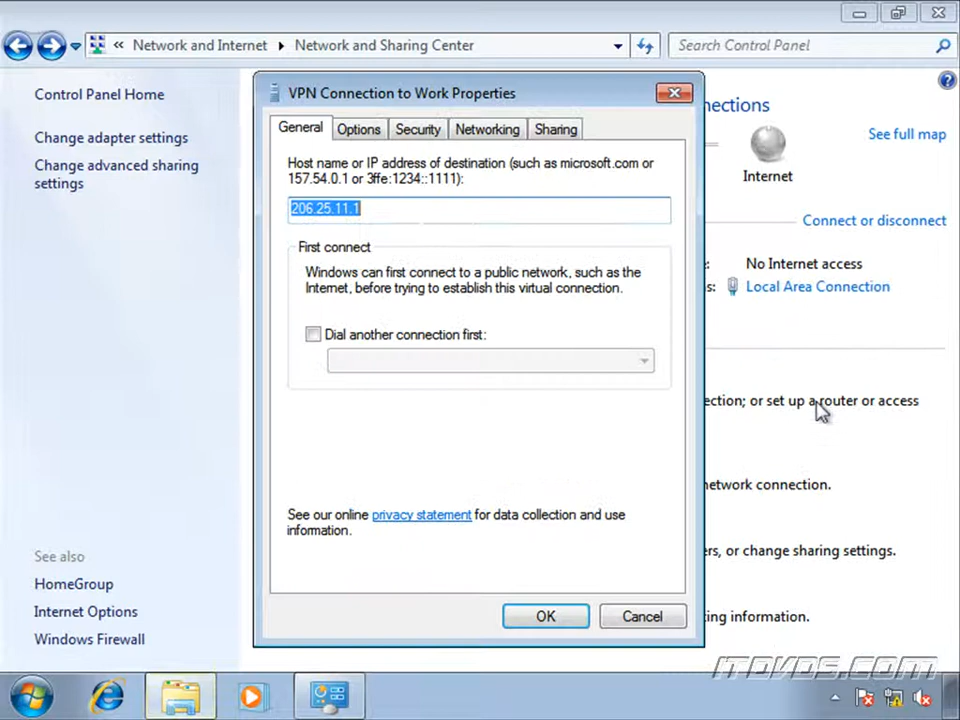 « Network and Internet ▸ Network and Sharing Center
Search Control Panel
Control Panel Home
Change adapter settings
Change advanced sharing
settings
See also
HomeGroup
Internet Options
Windows Firewall
VPN Connection to Work Properties
General Options Security Networking Sharing
Host name or IP address of destination (such as microsoft.com or
157.54.0.1 or 3ffe:1234::1111):
206.25.11.1
First connect
Windows can first connect to a public network, such as the
Internet, before trying to establish this virtual connection.
Dial another connection first:
See our online privacy statement for data collection and use
information.
OK Cancel
nections
See full map
Internet
Connect or disconnect
No Internet access
s: Local Area Connection
ection; or set up a router or access
network connection.
ers, or change sharing settings.
ting information.
ITDVDS.COM